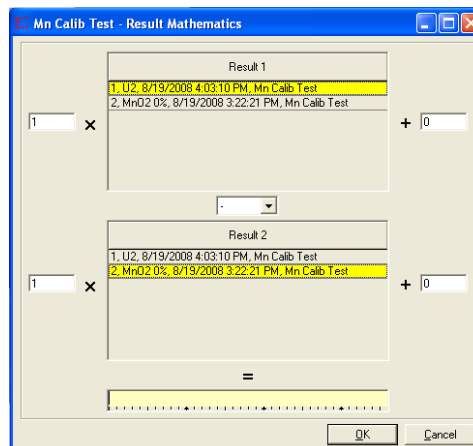 Mn Calib Test - Result Mathematics
Result 1
1, U2, 8/19/2008 4:03:10 PM, Mn Calib Test
2, MnO2 0%, 8/19/2008 3:22:21 PM, Mn Calib Test
1 × + 0
-
Result 2
1, U2, 8/19/2008 4:03:10 PM, Mn Calib Test
2, MnO2 0%, 8/19/2008 3:22:21 PM, Mn Calib Test
1 × + 0
=
OK Cancel